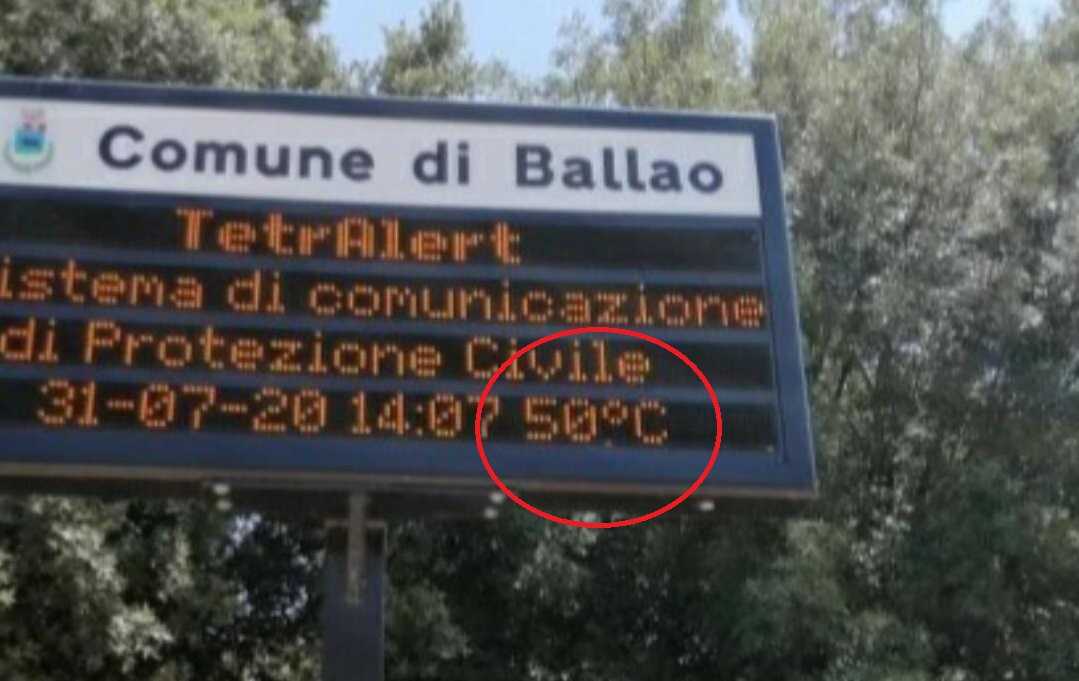 Comune di Ballao
TetrAlert
istema di comunicazione
di Protezione Civile
31-07-20 14:07 50°C